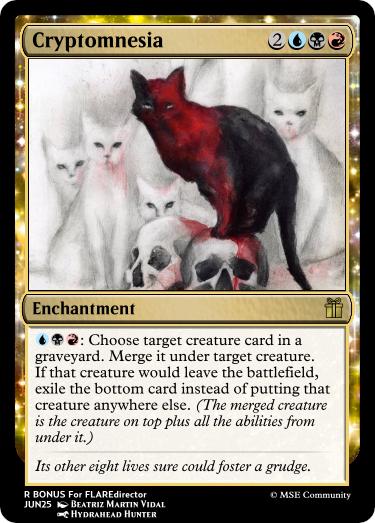 Cryptomnesia 2
Enchantment
: Choose target creature card in a
graveyard. Merge it under target creature.
If that creature would leave the battlefield,
exile the bottom card instead of putting that
creature anywhere else. (The merged creature
is the creature on top plus all the abilities from
under it.)
Its other eight lives sure could foster a grudge.
R BONUS For FLAREdirector
JUN25 Beatriz Martin Vidal © MSE Community
Hydrahead Hunter